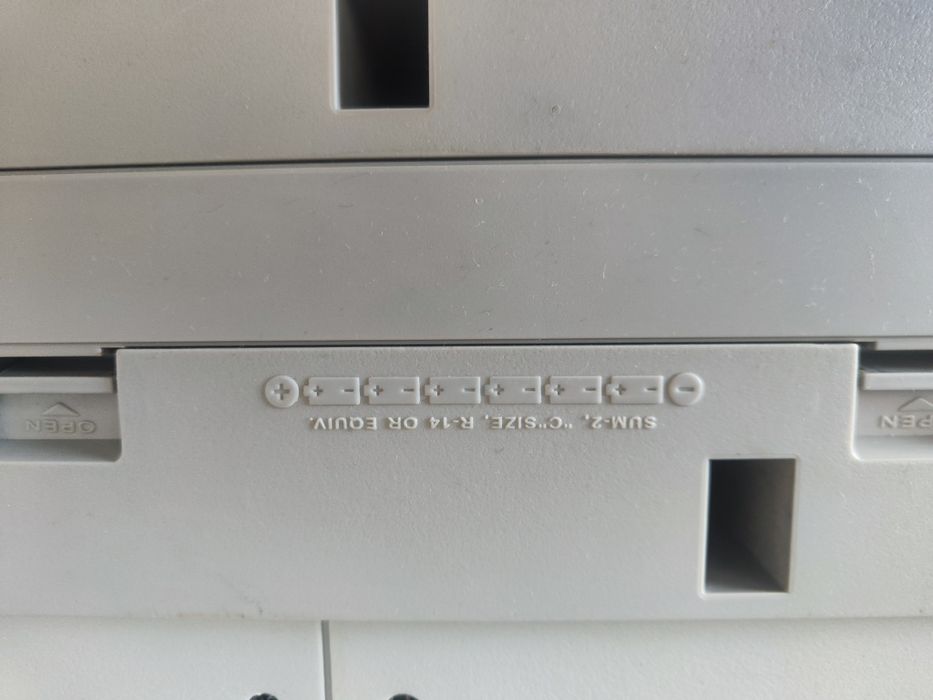 SUM-2, "C"SIZE, R-14 OR EQUIV.
OPEN
OPEN